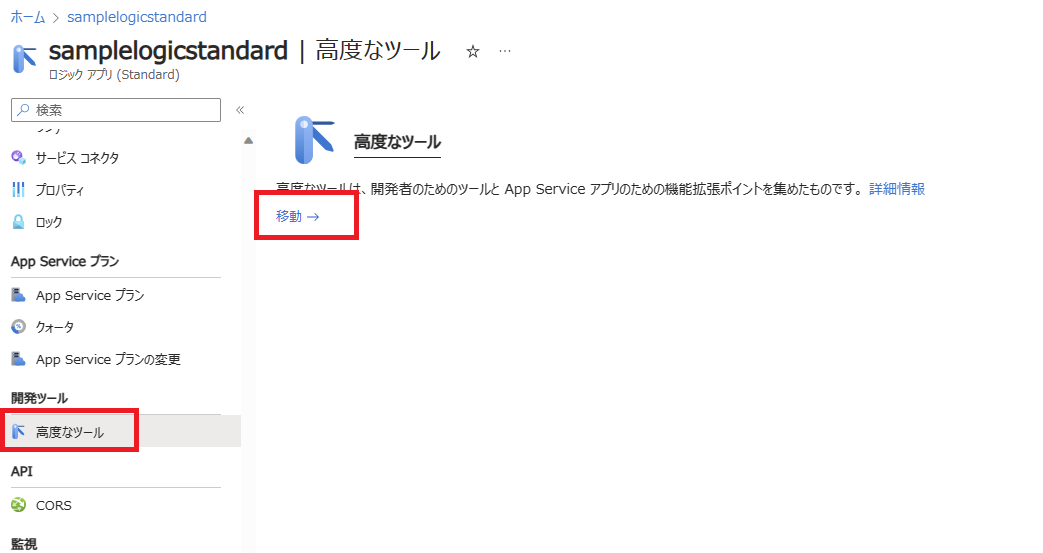 ホーム > samplelogicstandard
samplelogicstandard | 高度なツール ☆ …
ロジック アプリ (Standard)
検索 «
サービス コネクタ
プロパティ
ロック
App Service プラン
App Service プラン
クォータ
App Service プランの変更
開発ツール
高度なツール
API
CORS
監視
高度なツール
高度なツールは、開発者のためのツールと App Service アプリのための機能拡張ポイントを集めたものです。 詳細情報
移動 →